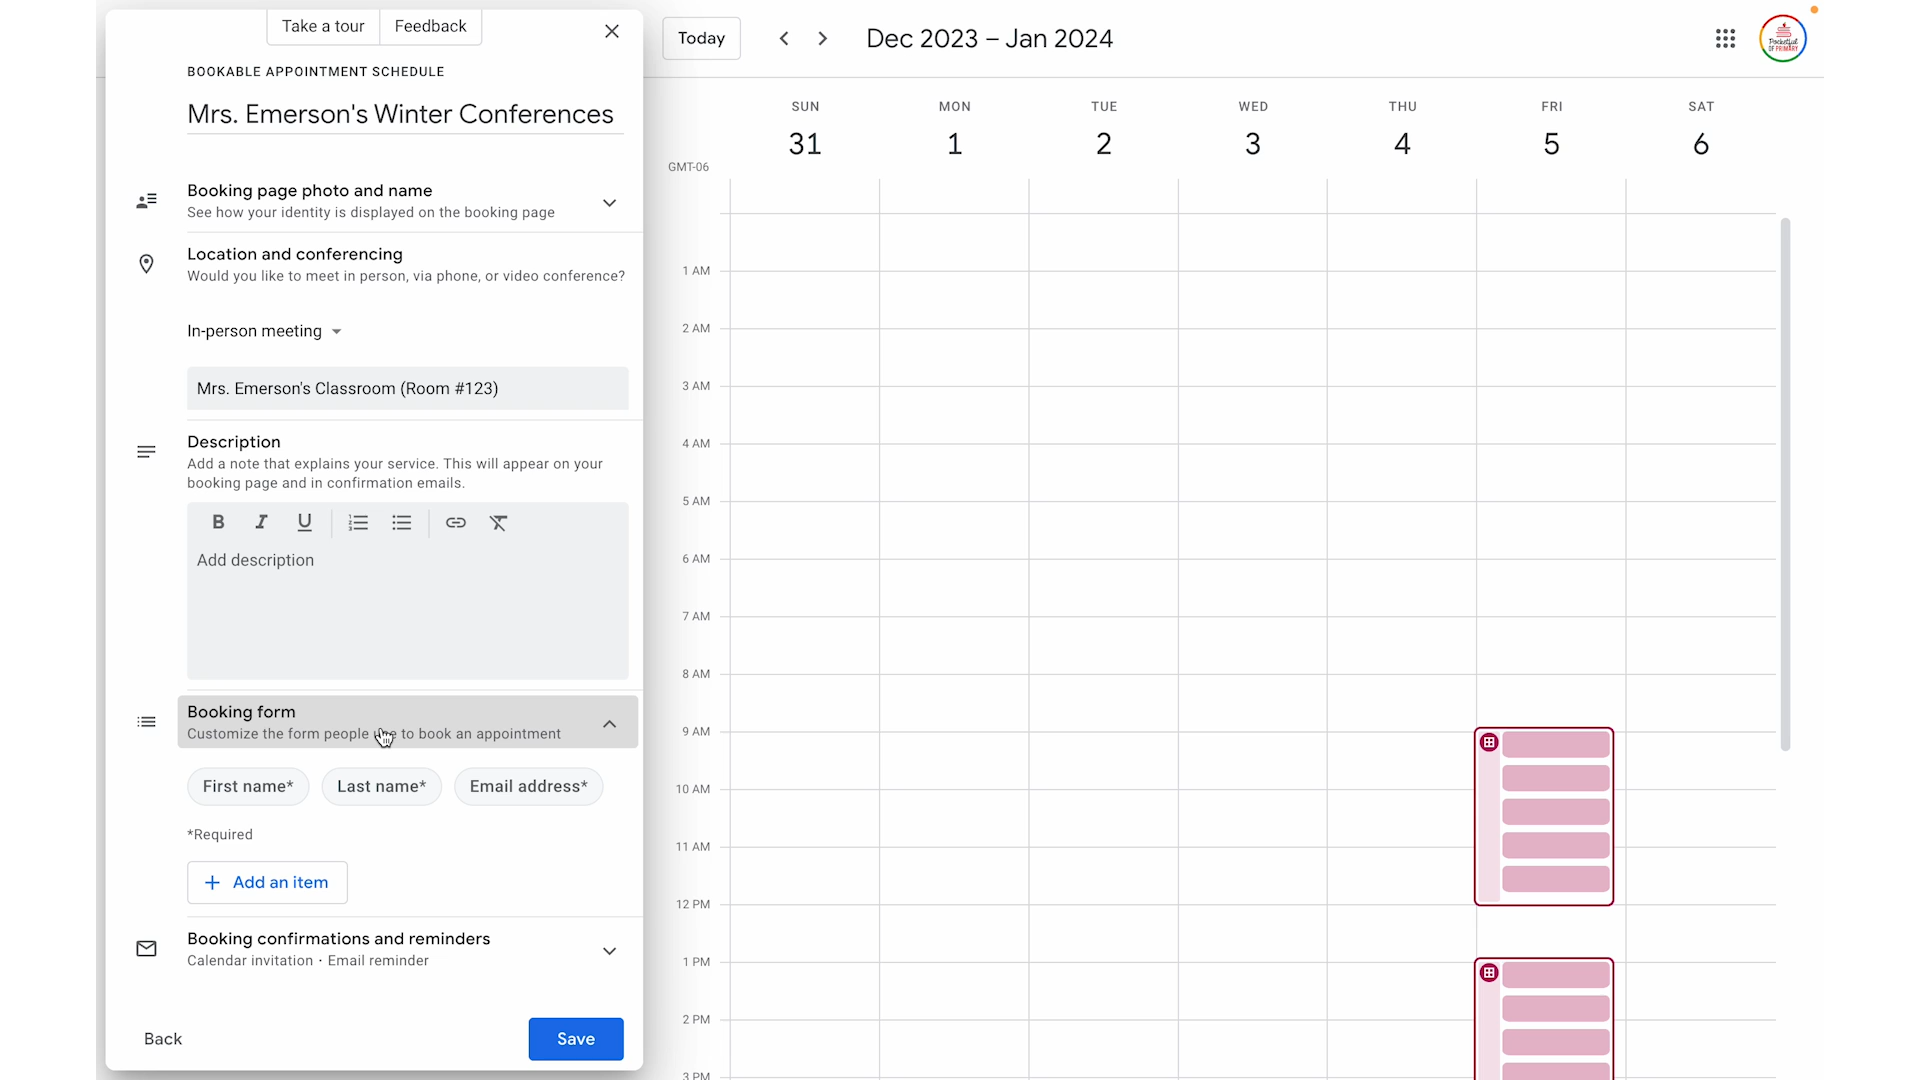 Take a tour
Feedback
BOOKABLE APPOINTMENT SCHEDULE
Mrs. Emerson's Winter Conferences
Booking page photo and name
See how your identity is displayed on the booking page
Location and conferencing
Would you like to meet in person, via phone, or video conference?
In-person meeting
Mrs. Emerson's Classroom (Room #123)
Description
Add a note that explains your service. This will appear on your
booking page and in confirmation emails.
B I U
Add description
Booking form
Customize the form people to book an appointment
First name*
Last name*
Email address*
*Required
+ Add an item
Booking confirmations and reminders
Calendar invitation · Email reminder
Back
Save
Today
Dec 2023 – Jan 2024
Pocketful
OF PRIMARY
GMT-06
SUN
31
MON
1
TUE
2
WED
3
THU
4
FRI
5
SAT
6
1 AM
2 AM
3 AM
4 AM
5 AM
6 AM
7 AM
8 AM
9 AM
10 AM
11 AM
12 PM
1 PM
2 PM
3 PM